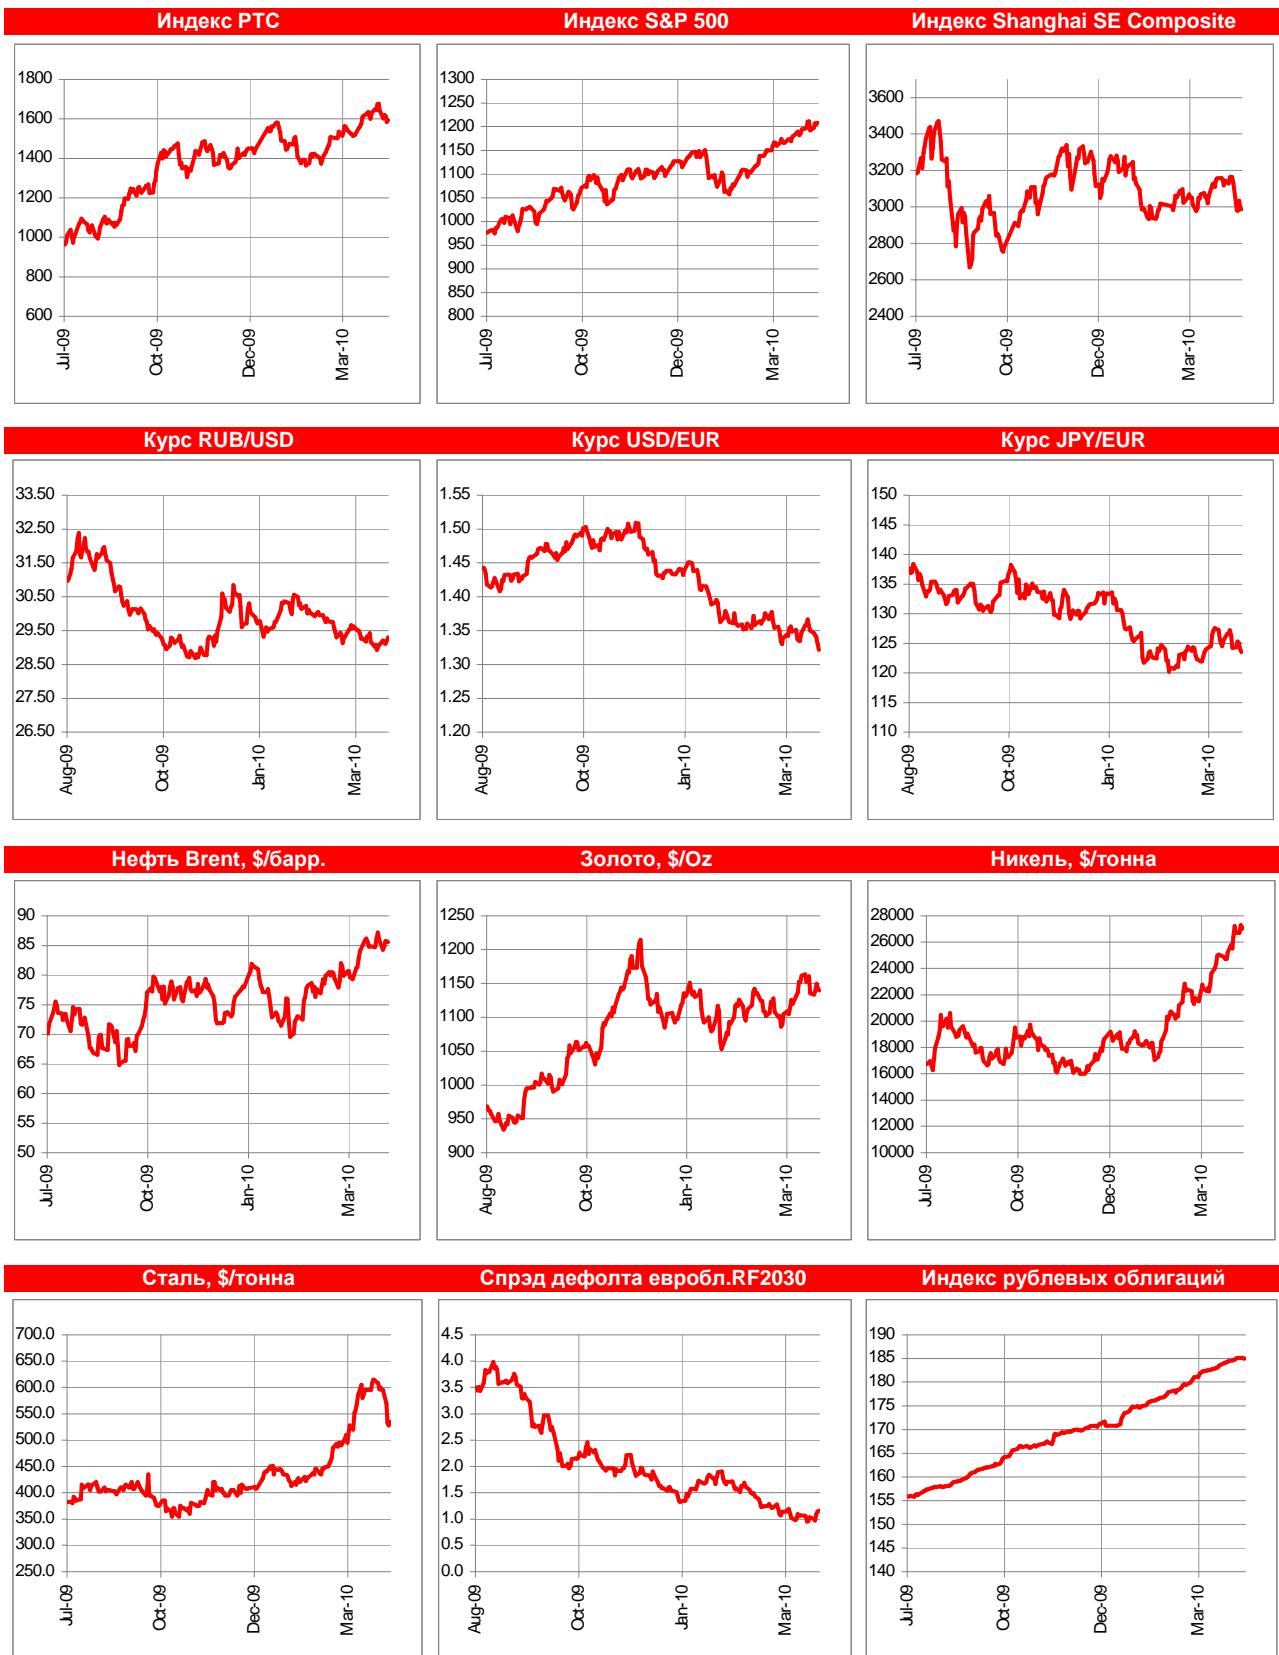 Индекс РТС
1800
1600
1400
1200
1000
800
600
Jul-09
Oct-09
Dec-09
Mar-10
Индекс S&P 500
1300
1250
1200
1150
1100
1050
1000
950
900
850
800
Jul-09
Oct-09
Dec-09
Mar-10
Индекс Shanghai SE Composite
3600
3400
3200
3000
2800
2600
2400
Jul-09
Oct-09
Dec-09
Mar-10
Курс RUB/USD
33.50
32.50
31.50
30.50
29.50
28.50
27.50
26.50
Aug-09
Oct-09
Jan-10
Mar-10
Курс USD/EUR
1.55
1.50
1.45
1.40
1.35
1.30
1.25
1.20
Aug-09
Oct-09
Jan-10
Mar-10
Курс JPY/EUR
150
145
140
135
130
125
120
115
110
Aug-09
Oct-09
Jan-10
Mar-10
Нефть Brent, $/барр.
90
85
80
75
70
65
60
55
50
Jul-09
Oct-09
Jan-10
Mar-10
Золото, $/Oz
1250
1200
1150
1100
1050
1000
950
900
Aug-09
Oct-09
Jan-10
Mar-10
Никель, $/тонна
28000
26000
24000
22000
20000
18000
16000
14000
12000
10000
Jul-09
Oct-09
Dec-09
Mar-10
Сталь, $/тонна
700.0
650.0
600.0
550.0
500.0
450.0
400.0
350.0
300.0
250.0
Jul-09
Oct-09
Dec-09
Mar-10
Спрэд дефолта евробл.RF2030
4.5
4.0
3.5
3.0
2.5
2.0
1.5
1.0
0.5
0.0
Aug-09
Oct-09
Jan-10
Mar-10
Индекс рублевых облигаций
190
185
180
175
170
165
160
155
150
145
140
Jul-09
Oct-09
Dec-09
Mar-10